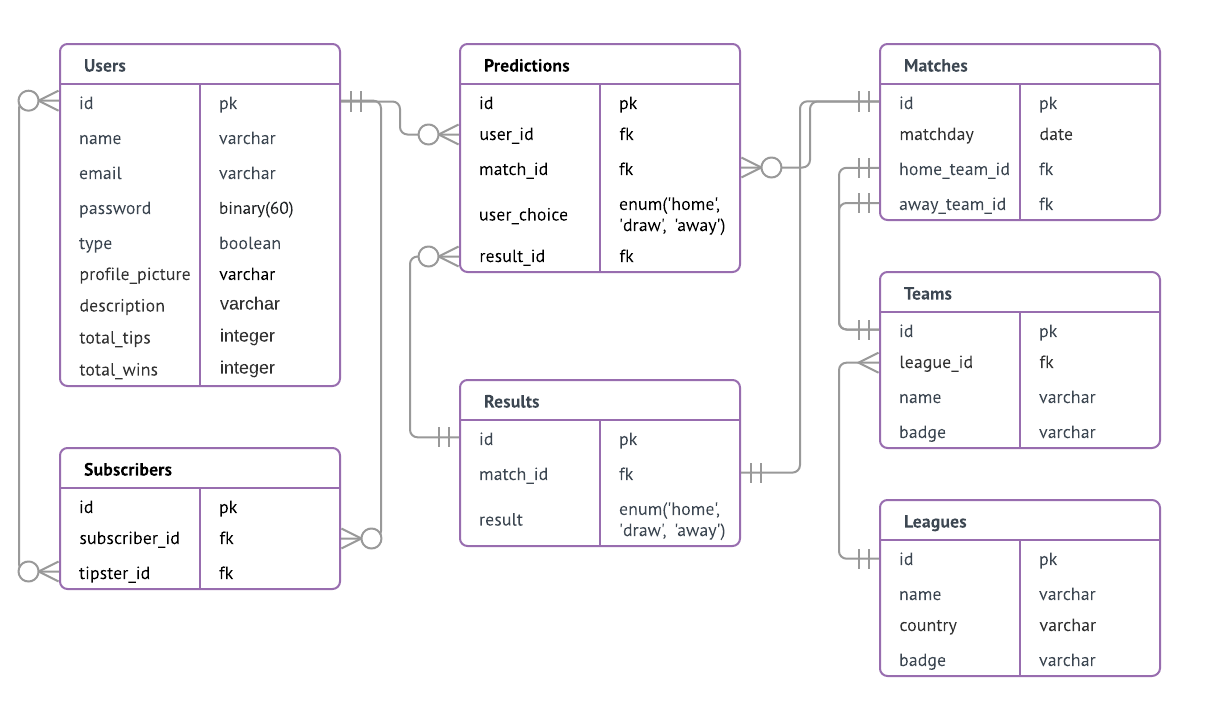 Users
id pk
name varchar
email varchar
password binary(60)
type boolean
profile_picture varchar
description varchar
total_tips integer
total_wins integer
Subscribers
id pk
subscriber_id fk
tipster_id fk
Predictions
id pk
user_id fk
match_id fk
user_choice enum('home',
'draw', 'away')
result_id fk
Results
id pk
match_id fk
result enum('home',
'draw', 'away')
Matches
id pk
matchday date
home_team_id fk
away_team_id fk
Teams
id pk
league_id fk
name varchar
badge varchar
Leagues
id pk
name varchar
country varchar
badge varchar